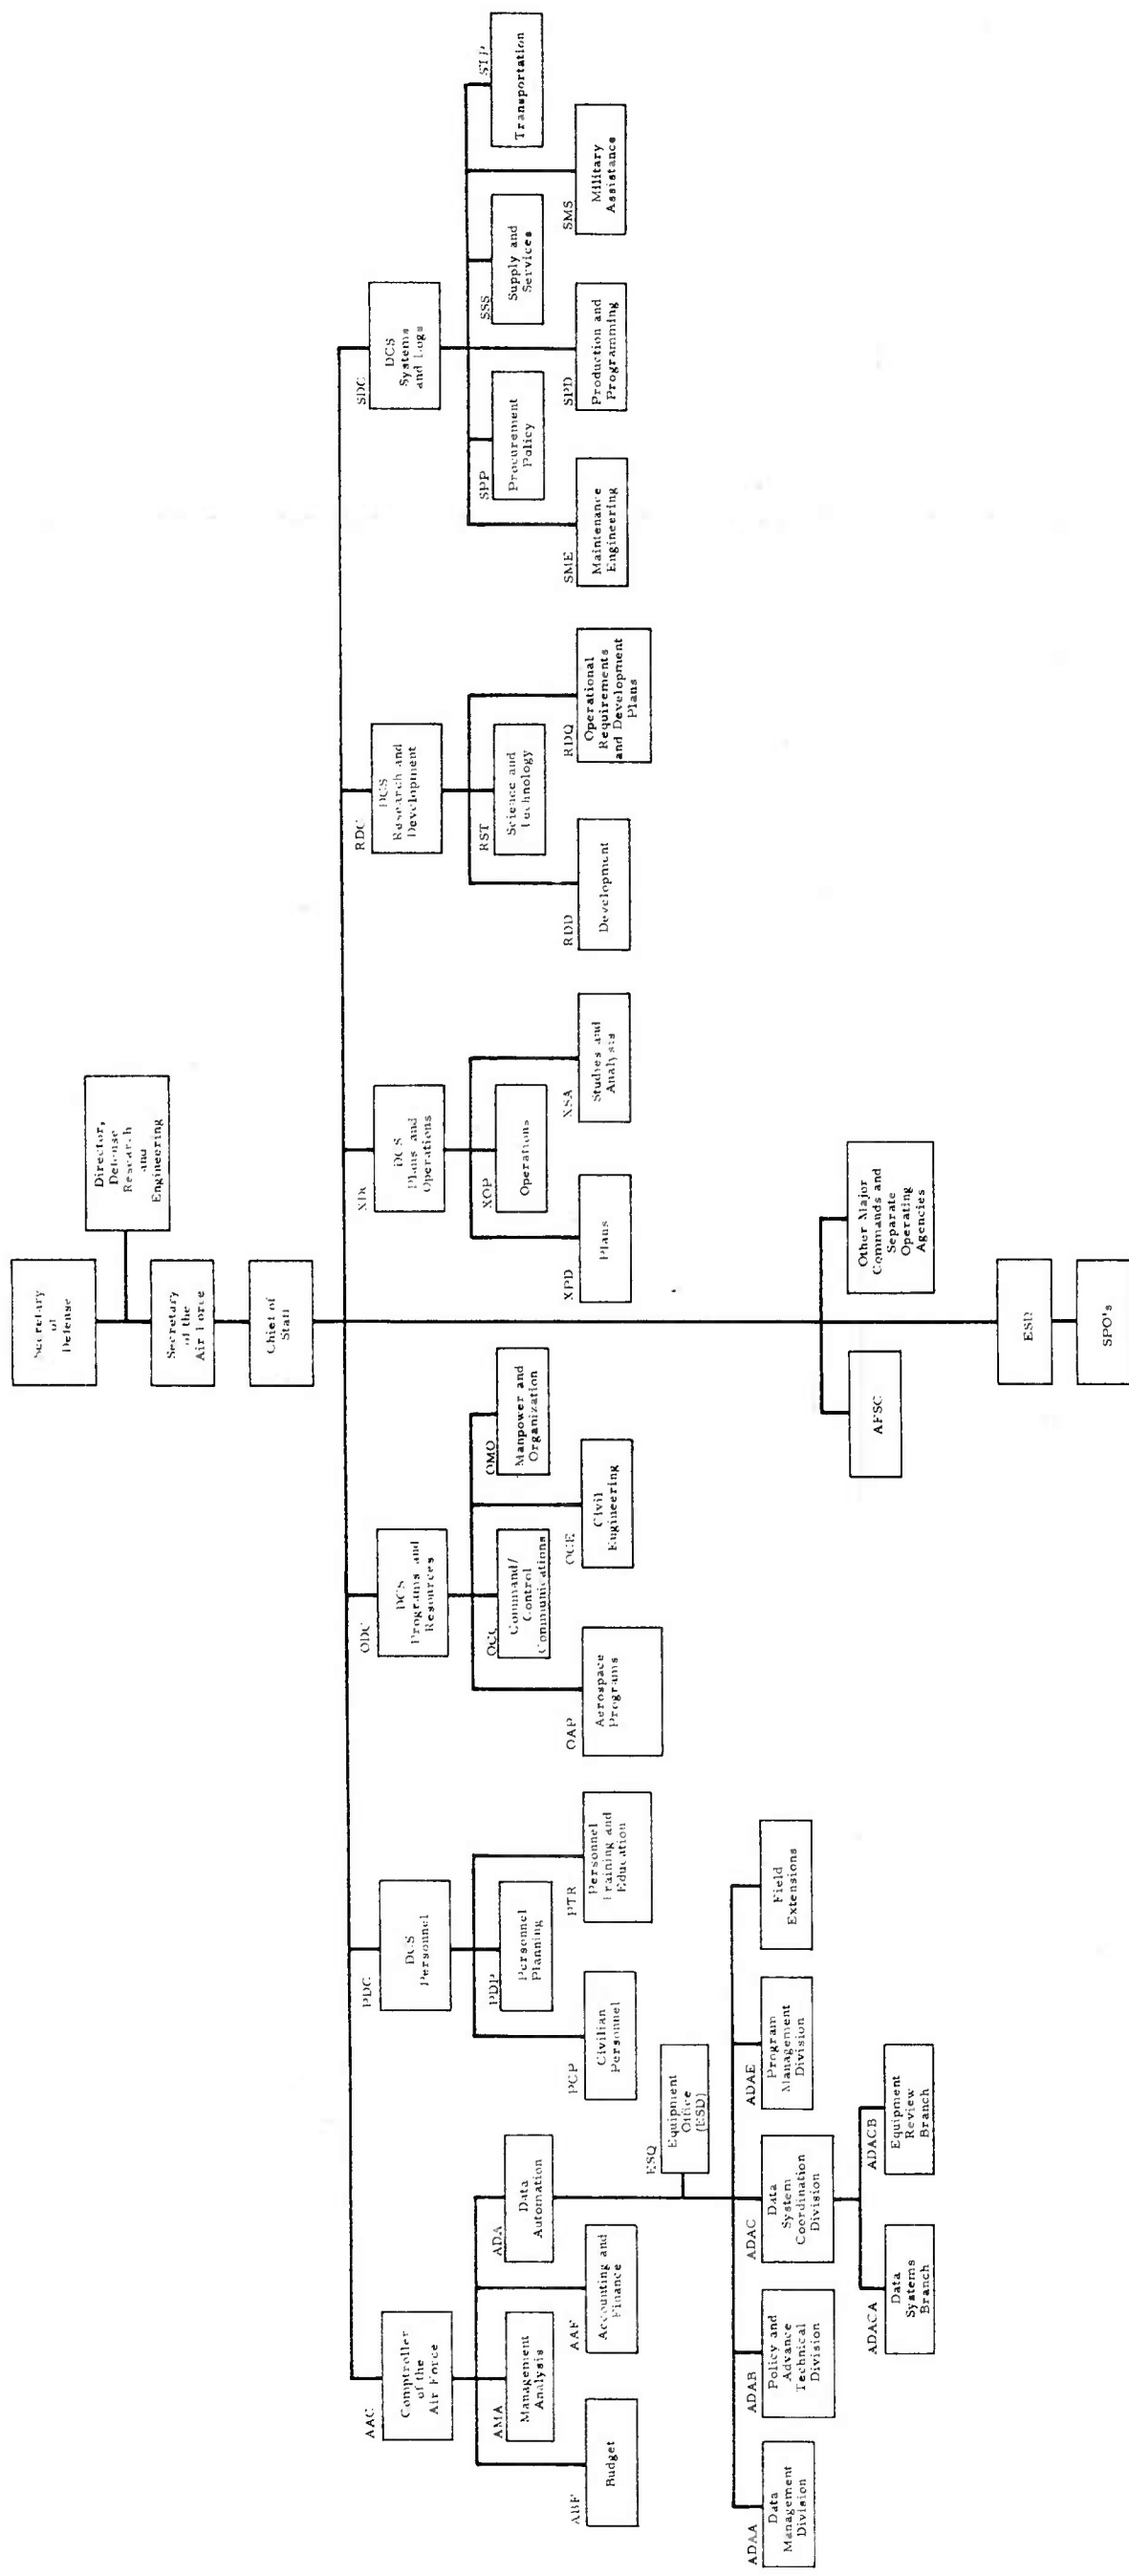 Secretary
of
Defense
Director,
Defense
Research
and
Engineering
Secretary
of the
Air Force
Chief of
Staff
AAC
Comptroller
of the
Air Force
PDC
DCS
Personnel
ODC
DCS
Programs and
Resources
XDC
DCS
Plans and
Operations
RDC
DCS
Research and
Development
SDC
DCS
Systems
and Logs
ABF
Budget
AMA
Management
Analysis
AAF
Accounting and
Finance
ADA
Data
Automation
PCP
Civilian
Personnel
PDP
Personnel
Planning
PTR
Personnel
Training and
Education
OAP
Aerospace
Programs
OCC
Command/
Control
Communications
OCE
Civil
Engineering
OMO
Manpower and
Organization
XPD
Plans
XOP
Operations
XSA
Studies and
Analysis
RDD
Development
RST
Science and
Technology
RDQ
Operational
Requirements
and Development
Plans
SME
Maintenance
Engineering
SPP
Procurement
Policy
SPD
Production and
Programming
SSS
Supply and
Services
SMS
Military
Assistance
STP
Transportation
ESQ
Equipment
Office
(ESD)
ADAA
Data
Management
Division
ADAB
Policy and
Advance
Technical
Division
ADAC
Data
System
Coordination
Division
ADAE
Program
Management
Division
Field
Extensions
ADACA
Data
Systems
Branch
ADACB
Equipment
Review
Branch
AFSC
Other Major
Commands and
Separate
Operating
Agencies
ESD
SPO's